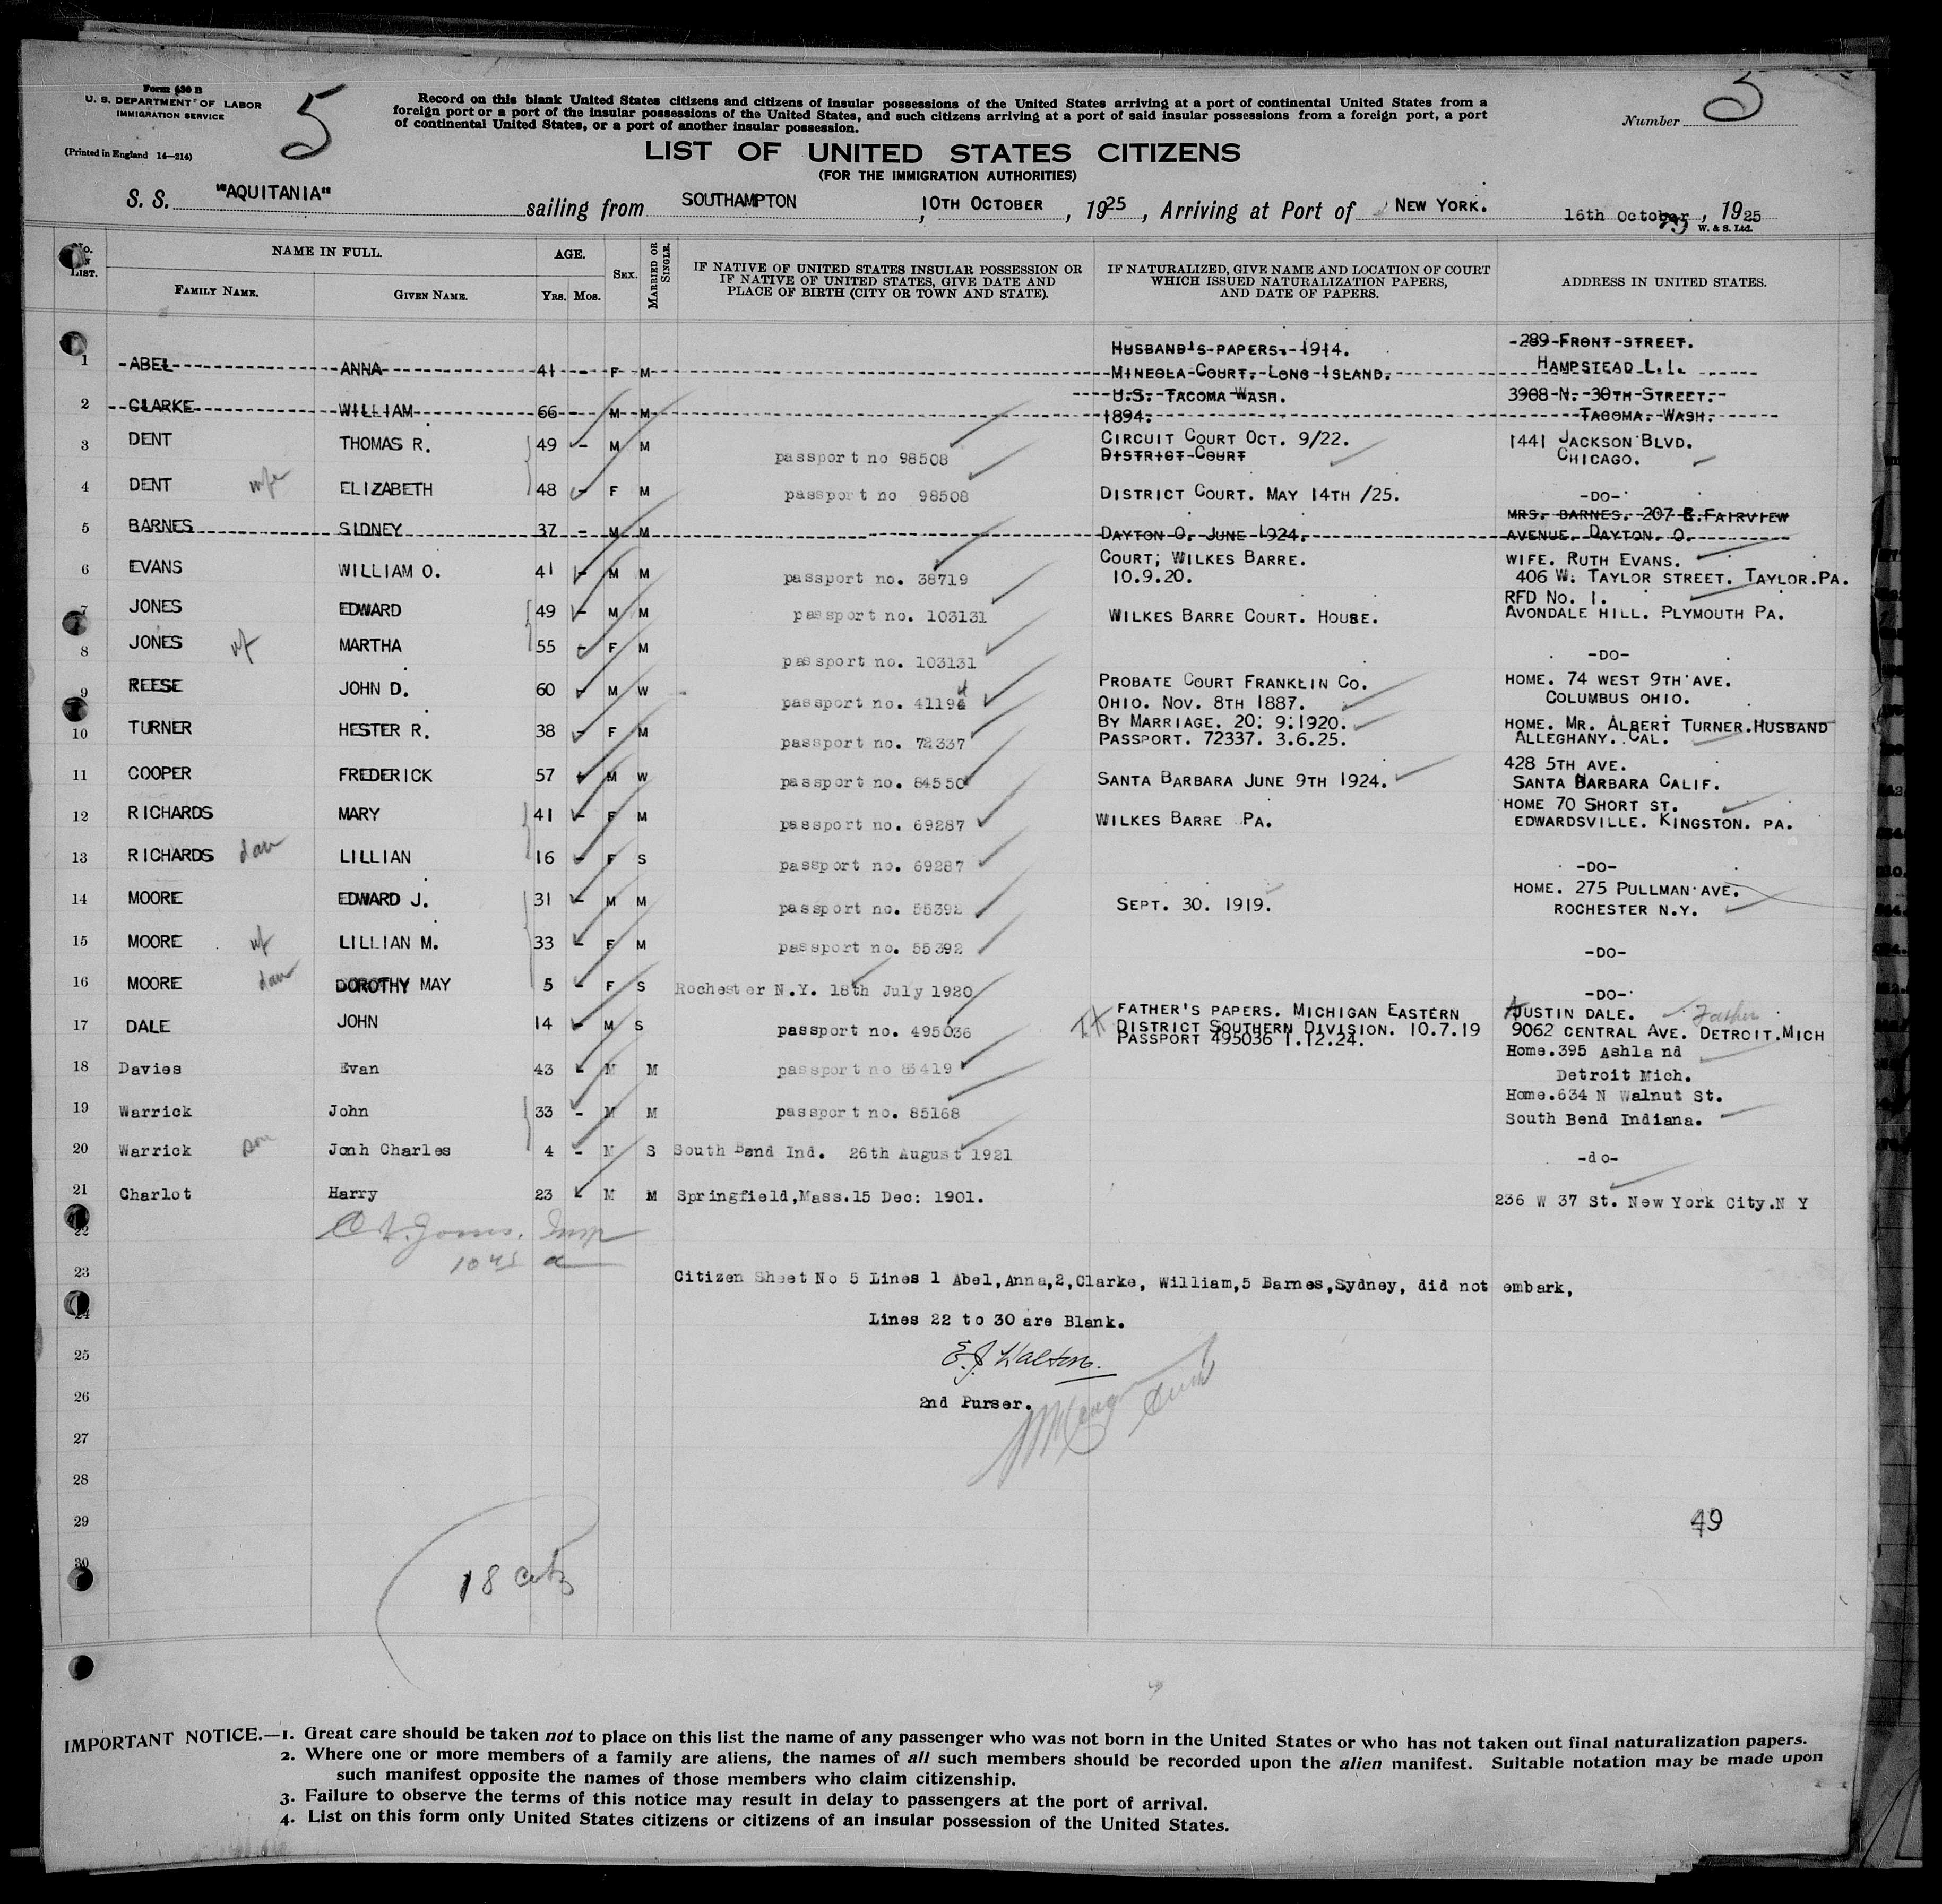 Form 630 B
U. S. DEPARTMENT OF LABOR
IMMIGRATION SERVICE
(Printed in England 14—214)
5
Record on this blank United States citizens and citizens of insular possessions of the United States arriving at a port of continental United States from a
foreign port or a port of the insular possessions of the United States, and such citizens arriving at a port of said insular possessions from a foreign port, a port
of continental United States, or a port of another insular possession.
Number 5
LIST OF UNITED STATES CITIZENS
(FOR THE IMMIGRATION AUTHORITIES)
S. S. "AQUITANIA" sailing from SOUTHAMPTON, 10TH OCTOBER, 1925, Arriving at Port of NEW YORK. 16th October, 1925
W. & S. Ltd.
No. ON LIST. NAME IN FULL. AGE. SEX. MARRIED OR SINGLE. IF NATIVE OF UNITED STATES INSULAR POSSESSION OR IF NATIVE OF UNITED STATES, GIVE DATE AND PLACE OF BIRTH (CITY OR TOWN AND STATE). IF NATURALIZED, GIVE NAME AND LOCATION OF COURT WHICH ISSUED NATURALIZATION PAPERS, AND DATE OF PAPERS. ADDRESS IN UNITED STATES.
FAMILY NAME. GIVEN NAME. Yrs. Mos.
1 ABEL ANNA 41 - F M HUSBAND'S PAPERS. 1914. MINEOLA COURT. LONG ISLAND. 289 FRONT STREET. HAMPSTEAD L.I.
2 CLARKE WILLIAM 66 - M M U.S. TACOMA WASH. 1894. 3908 N. 30TH STREET. TACOMA. WASH.
3 DENT THOMAS R. 49 - M M passport no 98508 CIRCUIT COURT OCT. 9/22. DISTRICT COURT 1441 JACKSON BLVD. CHICAGO.
4 DENT wife ELIZABETH 48 - F M passport no 98508 DISTRICT COURT. MAY 14TH /25. -DO-
5 BARNES SIDNEY 37 - M M DAYTON O. JUNE 1924. MRS. BARNES. 207 E.FAIRVIEW AVENUE. DAYTON. O.
6 EVANS WILLIAM O. 41 - M M passport no. 38719 COURT; WILKES BARRE. 10.9.20. WIFE. RUTH EVANS. 406 W. TAYLOR STREET. TAYLOR.PA.
7 JONES EDWARD 49 - M M passport no. 103131 WILKES BARRE COURT. HOUSE. RFD No. 1. AVONDALE HILL. PLYMOUTH PA.
8 JONES wf MARTHA 55 - F M passport no. 103131 -DO-
9 REESE JOHN D. 60 - M W passport no. 41194 PROBATE COURT FRANKLIN CO. OHIO. NOV. 8TH 1887. HOME. 74 WEST 9TH AVE. COLUMBUS OHIO.
10 TURNER HESTER R. 38 - F M passport no. 72337 BY MARRIAGE. 20: 9:1920. PASSPORT. 72337. 3.6.25. HOME. MR. ALBERT TURNER.HUSBAND ALLEGHANY. CAL.
11 COOPER FREDERICK 57 - M W passport no. 84550 SANTA BARBARA JUNE 9TH 1924. 428 5TH AVE. SANTA BARBARA CALIF.
12 RICHARDS MARY 41 - F M passport no. 69287 WILKES BARRE PA. HOME 70 SHORT ST. EDWARDSVILLE. KINGSTON. PA.
13 RICHARDS dau LILLIAN 16 - F S passport no. 69287 -DO-
14 MOORE EDWARD J. 31 - M M passport no. 55392 SEPT. 30. 1919. HOME. 275 PULLMAN AVE. ROCHESTER N.Y.
15 MOORE wf LILLIAN M. 33 - F M passport no. 55392 -DO-
16 MOORE dau DOROTHY MAY 5 - F S Rochester N.Y. 18th July 1920 -DO-
17 DALE JOHN 14 - M S passport no. 495036 FATHER'S PAPERS. MICHIGAN EASTERN DISTRICT SOUTHERN DIVISION. 10.7.19 PASSPORT 495036 1.12.24. AUSTIN DALE. Father 9062 CENTRAL AVE. DETROIT.MICH
18 Davies Evan 43 - M M passport no 83419 Home.395 Ashland Detroit Mich.
19 Warrick John 33 - M M passport no. 85168 Home.634 N Walnut St. South Bend Indiana.
20 Warrick son Jonh Charles 4 - M S South Bend Ind. 26th August 1921 -do-
21 Charlot Harry 23 - M M Springfield,Mass.15 Dec: 1901. 236 W 37 St. New York City.N Y
22
23 Citizen Sheet No 5 Lines 1 Abel,Anna,2,Clarke, William,5 Barnes,Sydney, did not embark,
24 Lines 22 to 30 are Blank.
25 E.J. Walton.
26 2nd Purser.
27
28
29 49
30 18 citz
IMPORTANT NOTICE.—1. Great care should be taken not to place on this list the name of any passenger who was not born in the United States or who has not taken out final naturalization papers.
2. Where one or more members of a family are aliens, the names of all such members should be recorded upon the alien manifest. Suitable notation may be made upon
such manifest opposite the names of those members who claim citizenship.
3. Failure to observe the terms of this notice may result in delay to passengers at the port of arrival.
4. List on this form only United States citizens or citizens of an insular possession of the United States.